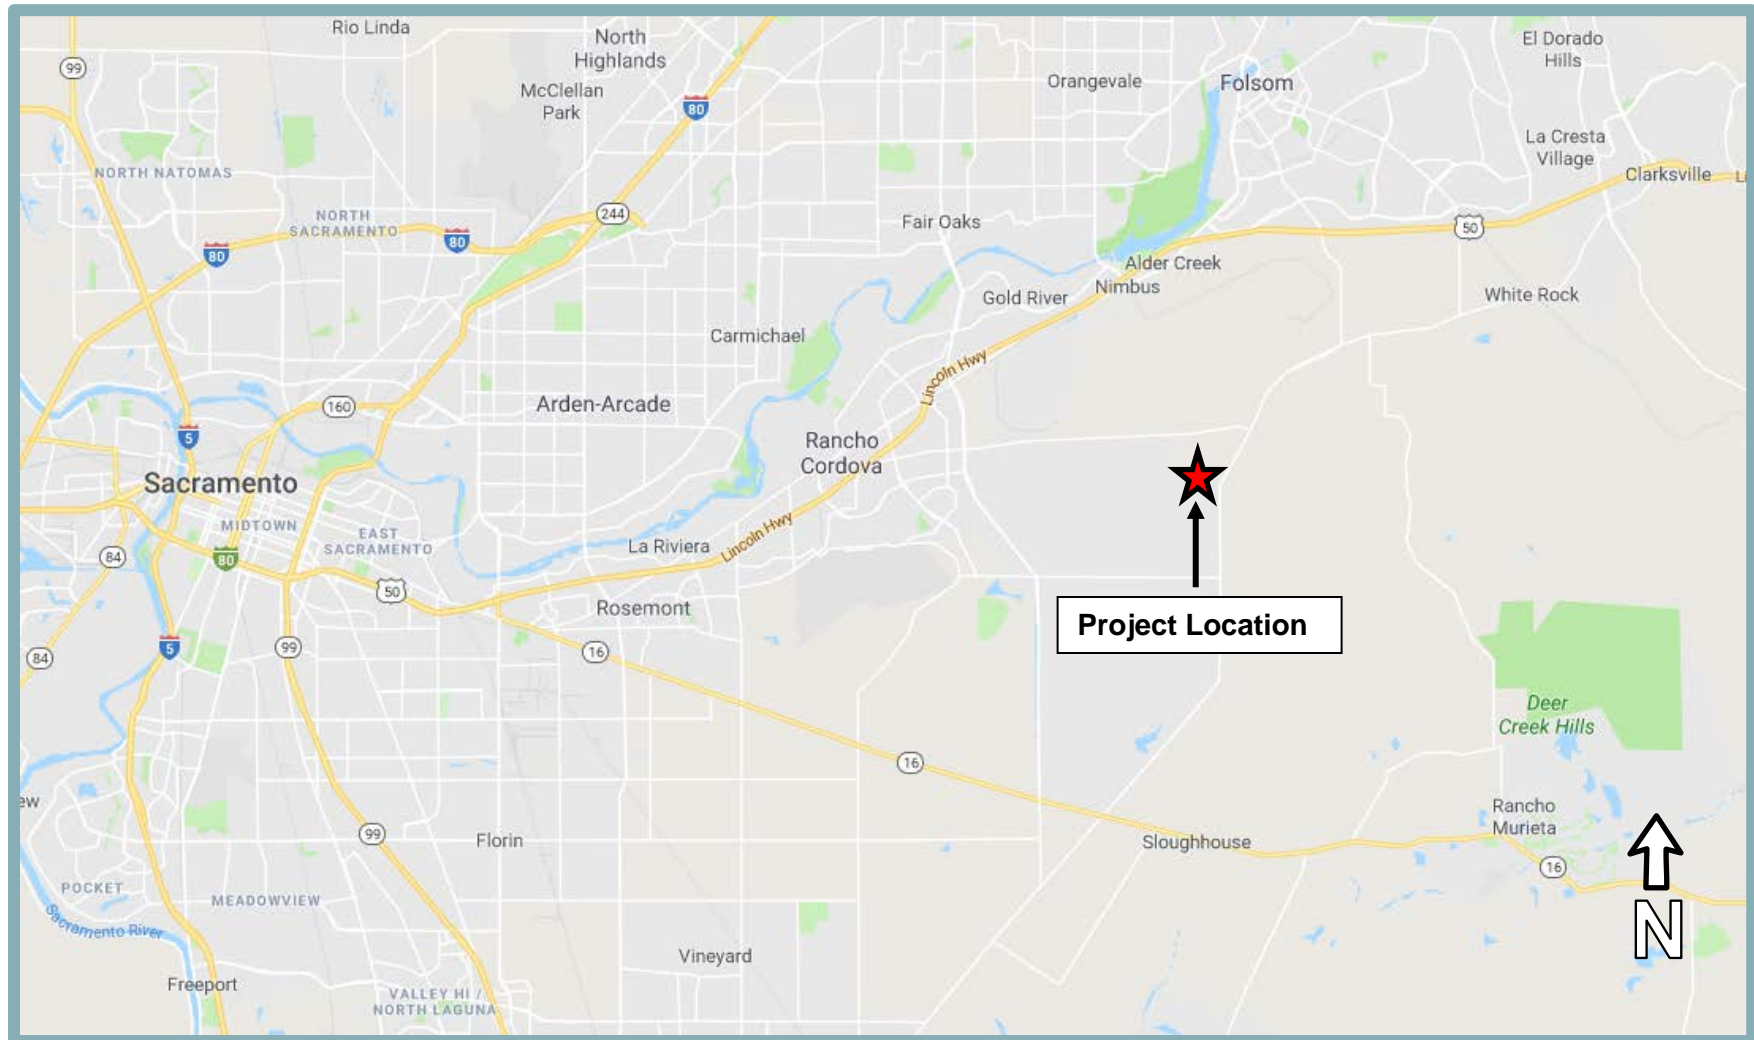 Rio Linda
North
Highlands
El Dorado
Hills
99
McClellan
Park
80
Orangevale
Folsom
La Cresta
Village
NORTH NATOMAS
Clarksville
NORTH
SACRAMENTO
244
Fair Oaks
50
80
80
Alder Creek
Nimbus
Gold River
White Rock
Carmichael
Lincoln Hwy
160
Arden-Arcade
5
Rancho
Cordova
Sacramento
MIDTOWN
EAST
SACRAMENTO
Lincoln Hwy
La Riviera
84
80
50
Rosemont
Project Location
99
16
5
84
Deer
Creek Hills
16
Rancho
Murieta
ew
99
Florin
Sloughhouse
16
POCKET
MEADOWVIEW
Sacramento River
N
Vineyard
Freeport
VALLEY HI /
NORTH LAGUNA